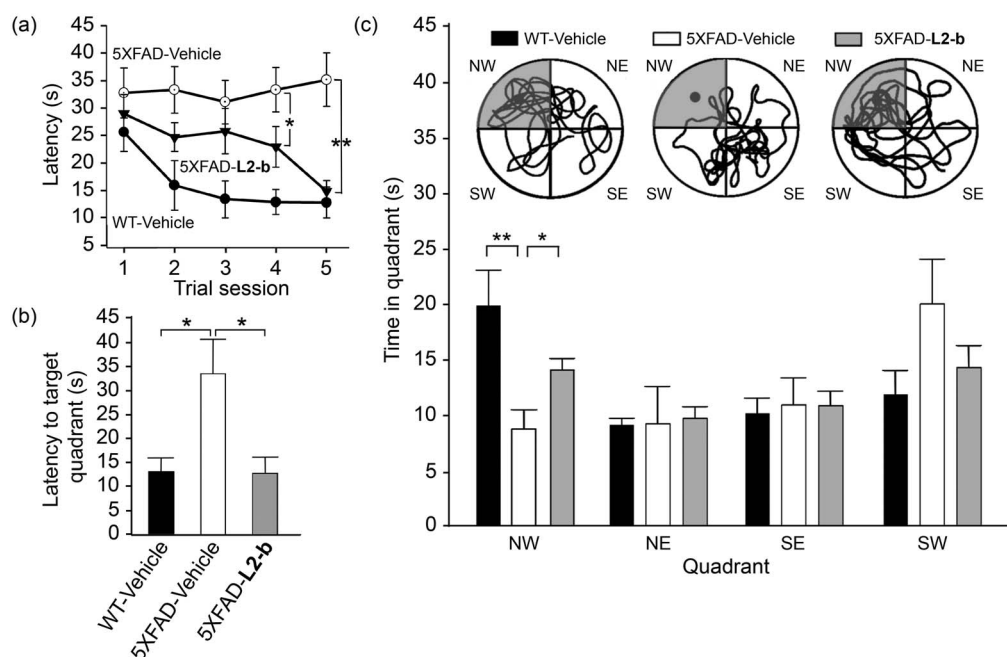 (a)
45
40
35
30
25
20
15
10
5
Latency (s)
5XFAD-Vehicle
5XFAD-L2-b
WT-Vehicle
*
**
1 2 3 4 5
Trial session
(b)
45
40
35
30
25
20
15
10
5
0
Latency to target
quadrant (s)
* *
WT-Vehicle
5XFAD-Vehicle
5XFAD-L2-b
(c)
45
40
35
30
25
20
15
10
5
0
Time in quadrant (s)
WT-Vehicle 5XFAD-Vehicle 5XFAD-L2-b
NW NE NW NE NW NE
SW SE SW SE SW SE
** *
NW NE SE SW
Quadrant